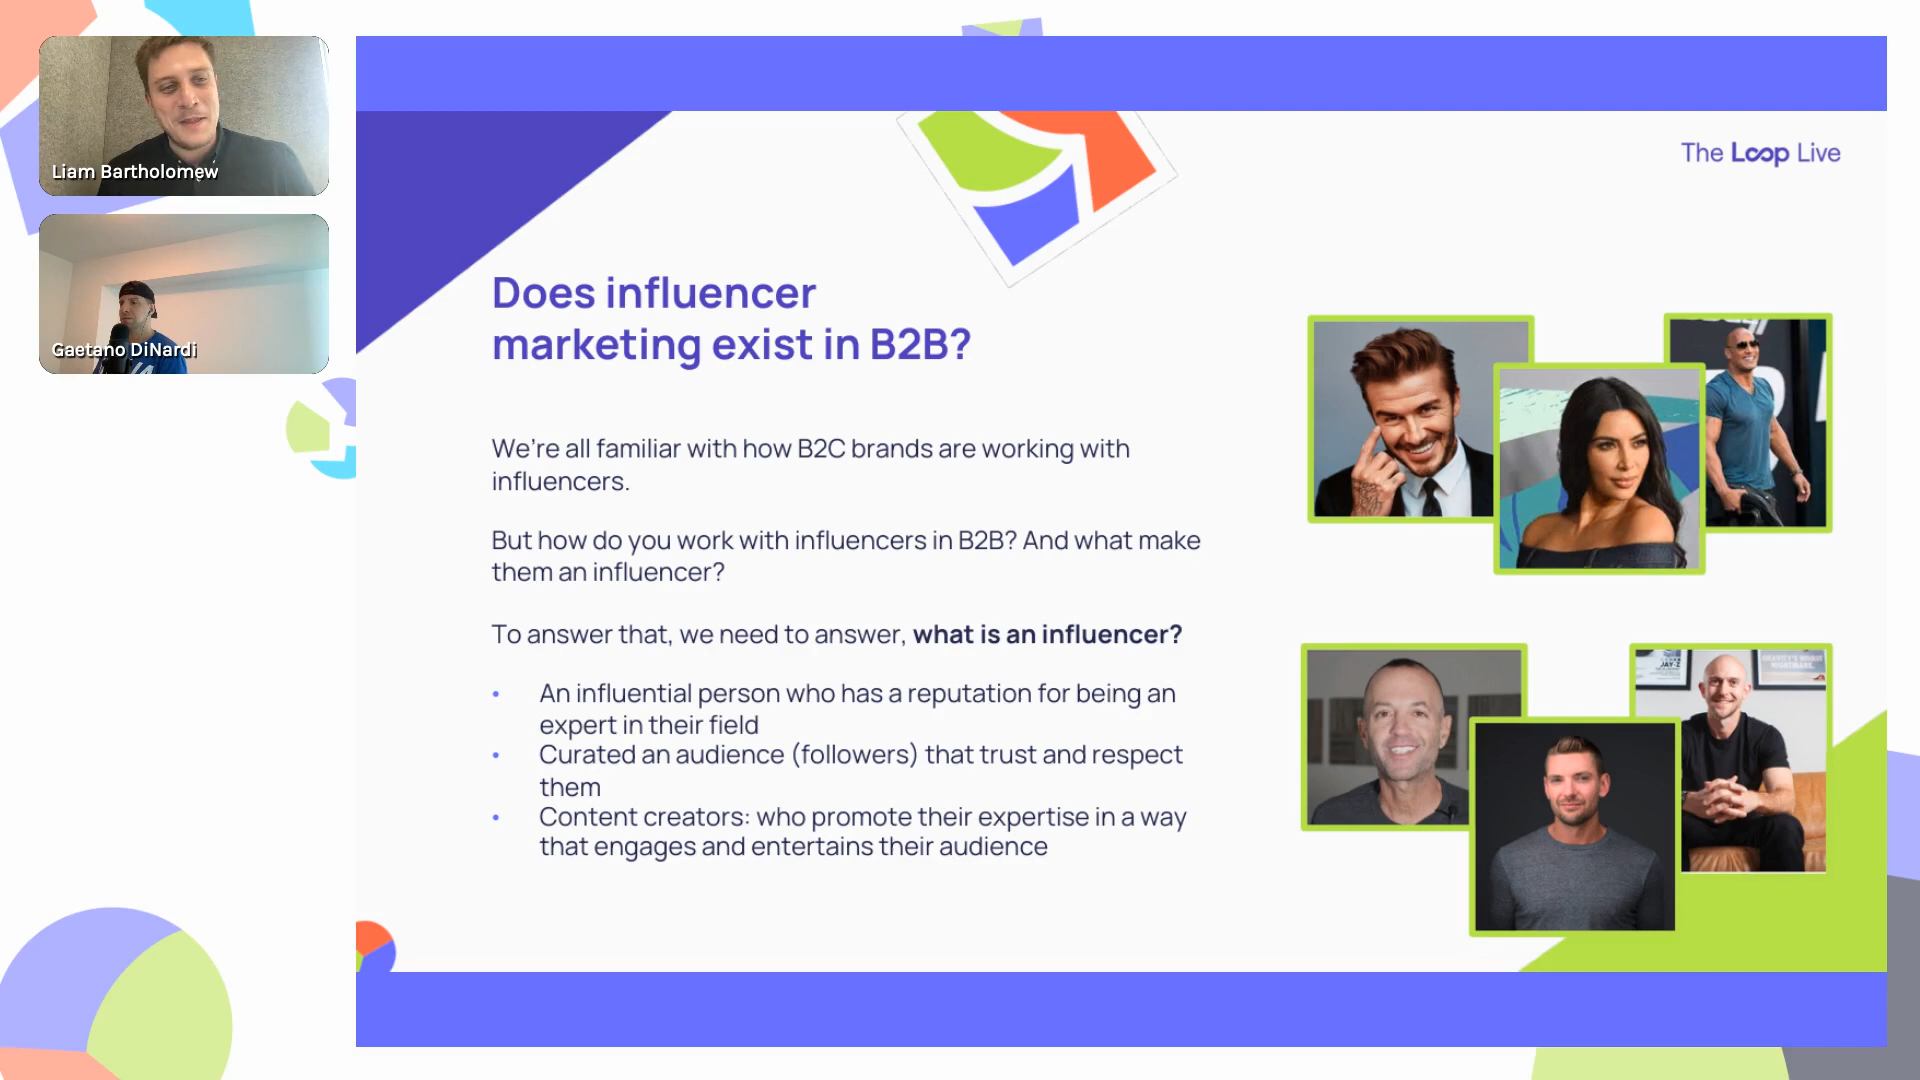 Liam Bartholomew
Gaetano DiNardi
The Loop Live
Does influencer
marketing exist in B2B?
We're all familiar with how B2C brands are working with
influencers.
But how do you work with influencers in B2B? And what make
them an influencer?
To answer that, we need to answer, what is an influencer?
• An influential person who has a reputation for being an
expert in their field
• Curated an audience (followers) that trust and respect
them
• Content creators: who promote their expertise in a way
that engages and entertains their audience
JAY-Z